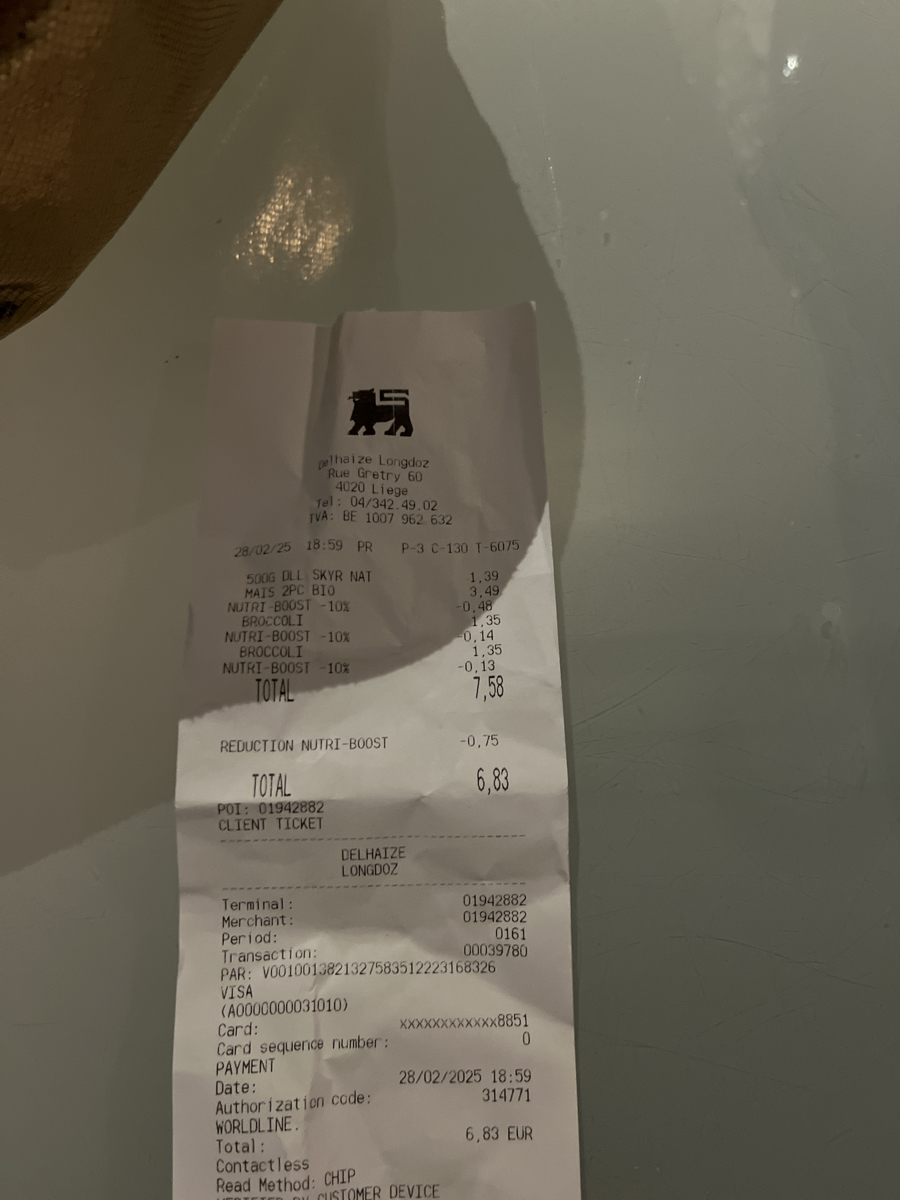 Delhaize Longdoz
Rue Gretry 60
4020 Liege
Tel: 04/342.49.02
TVA: BE 1007 962 632
28/02/25 18:59 PR P-3 C-130 T-6075
500G DLL SKYR NAT 1,39
MAIS 2PC BIO 3,49
NUTRI-BOOST -10% -0,48
BROCCOLI 1,35
NUTRI-BOOST -10% -0,14
BROCCOLI 1,35
NUTRI-BOOST -10% -0,13
TOTAL 7,58
REDUCTION NUTRI-BOOST -0,75
TOTAL 6,83
POI: 01942882
CLIENT TICKET
DELHAIZE
LONGDOZ
Terminal: 01942882
Merchant: 01942882
Period: 0161
Transaction: 00039780
PAR: V0010013821327583512223168326
VISA
(A0000000031010)
Card: xxxxxxxxxxxx8851
Card sequence number: 0
PAYMENT
Date: 28/02/2025 18:59
Authorization code: 314771
WORLDLINE.
Total: 6,83 EUR
Contactless
Read Method: CHIP
VERIFIED BY CUSTOMER DEVICE